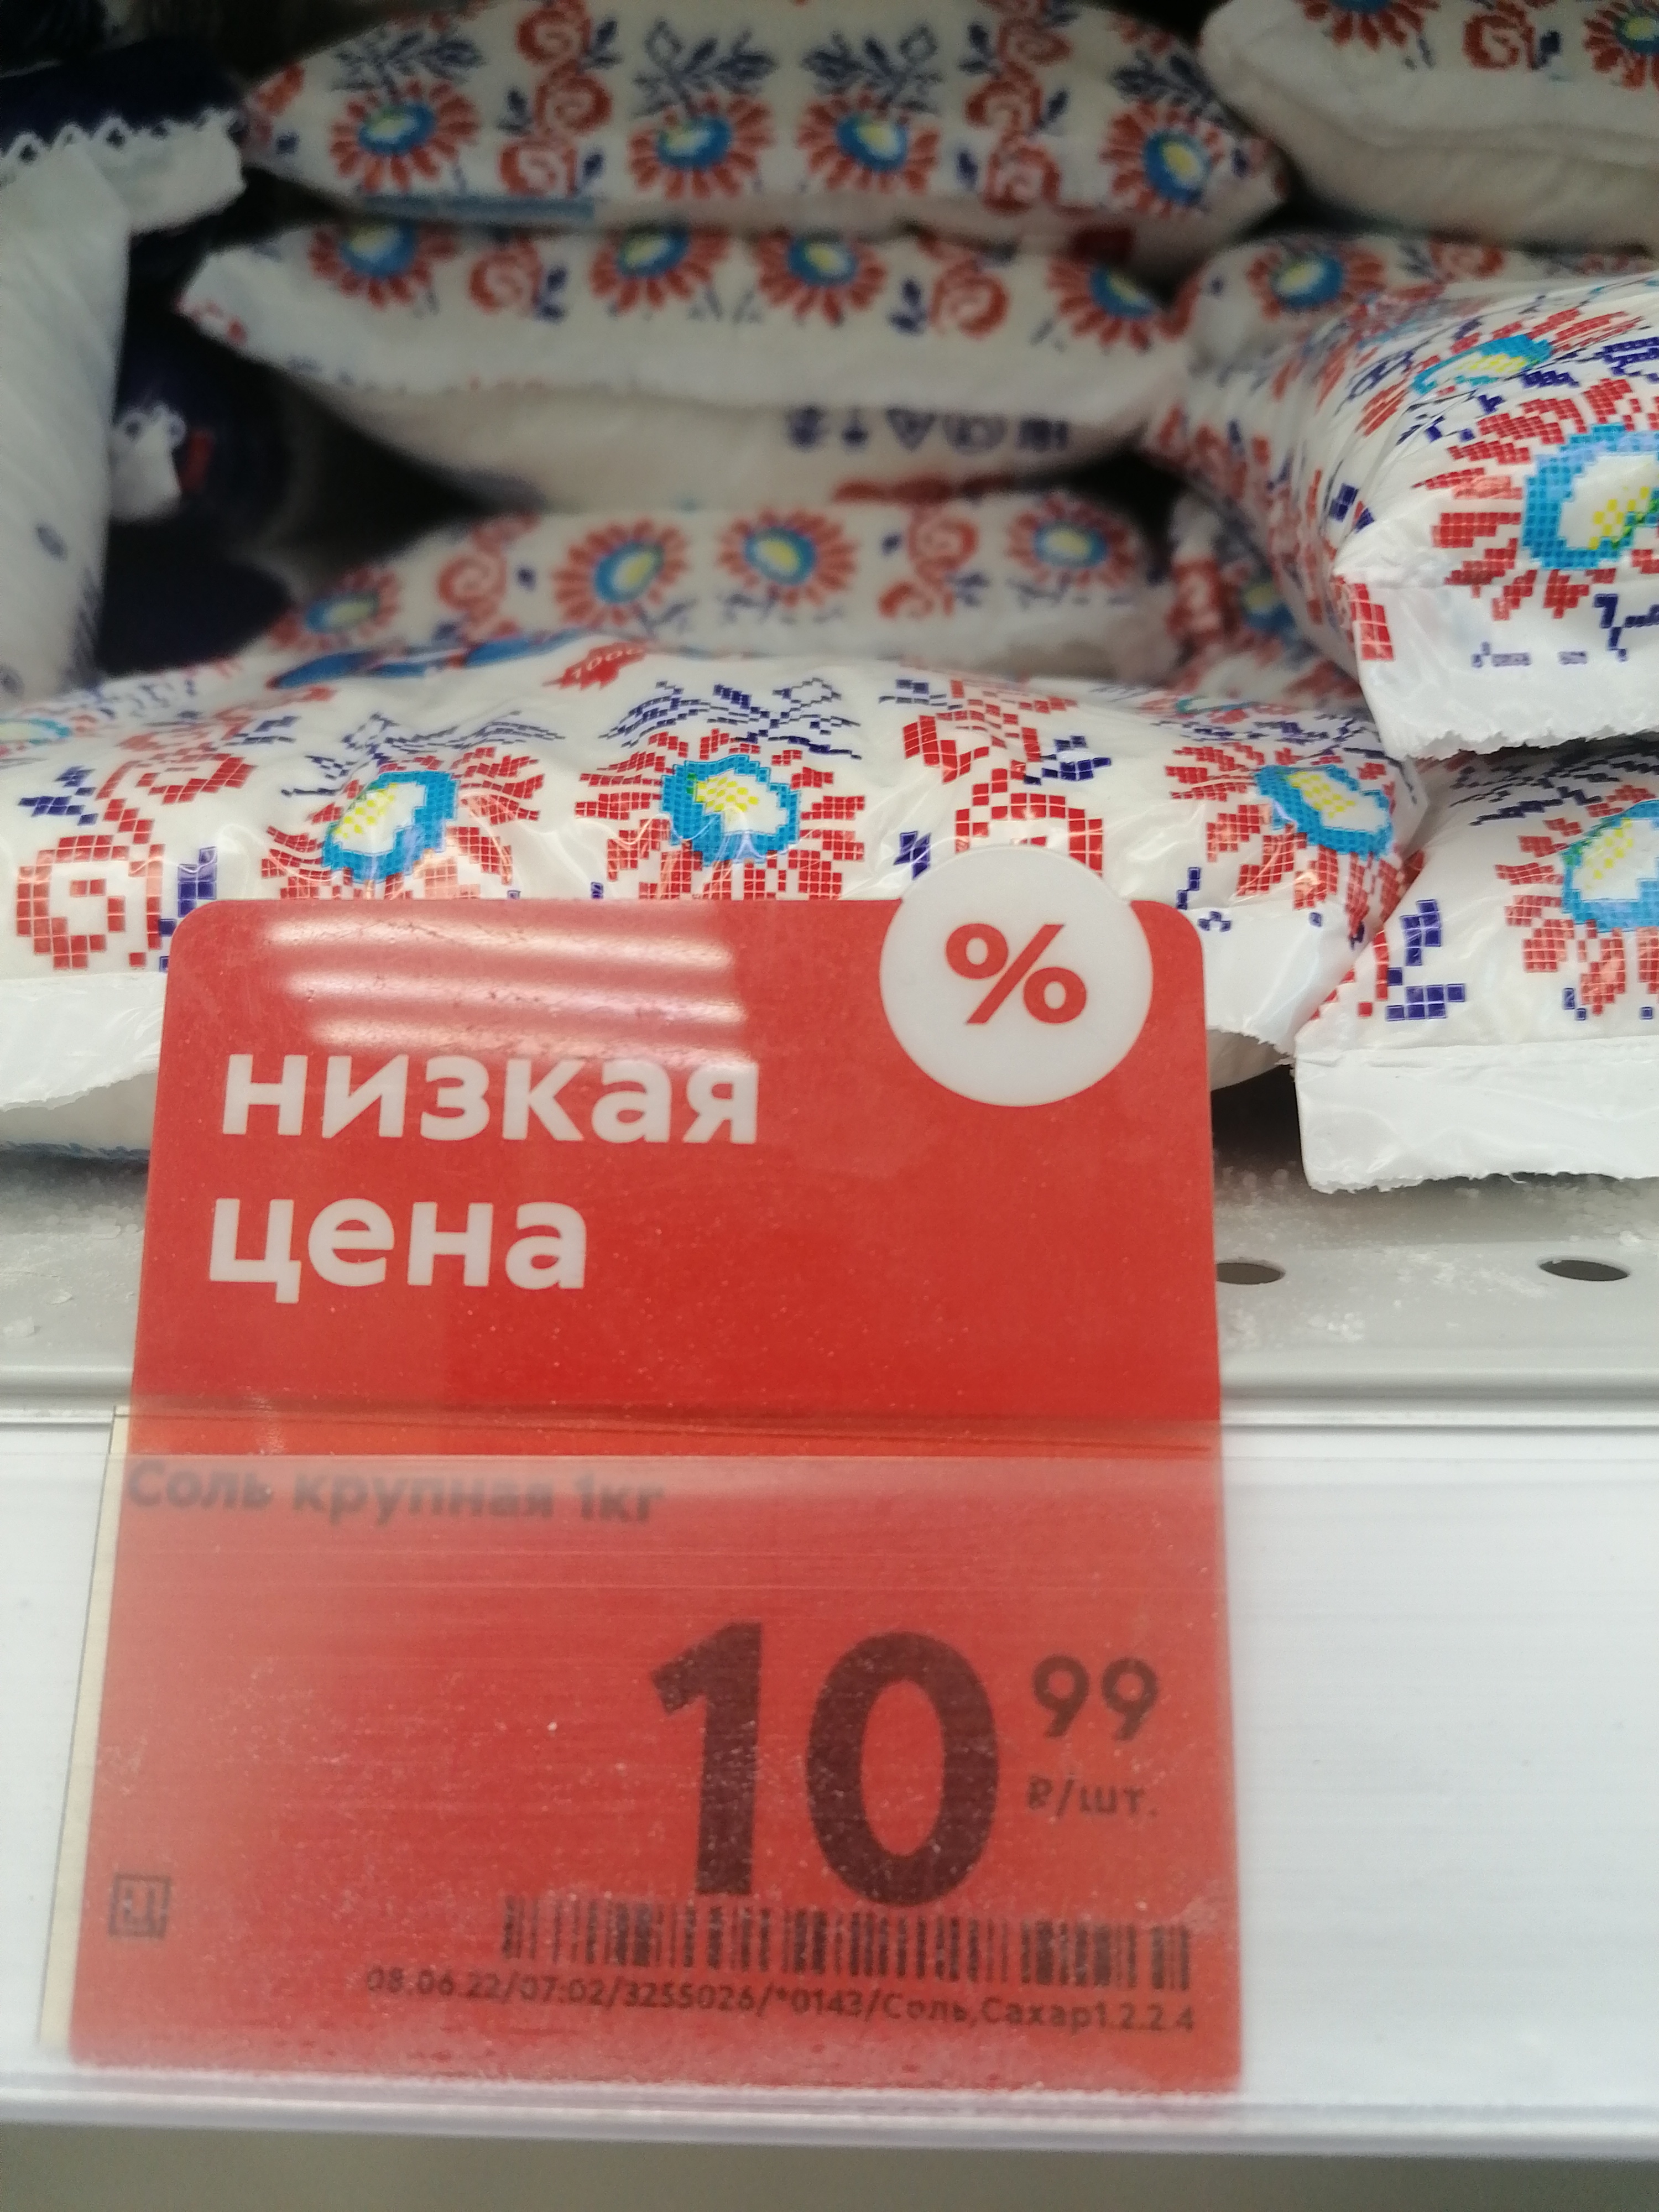 1000
%
низкая
цена
Соль крупная 1кг
10 99
₽/шт.
08.06.22/07:02/3255026/*0143/Соль,Сахар1.2.2.4